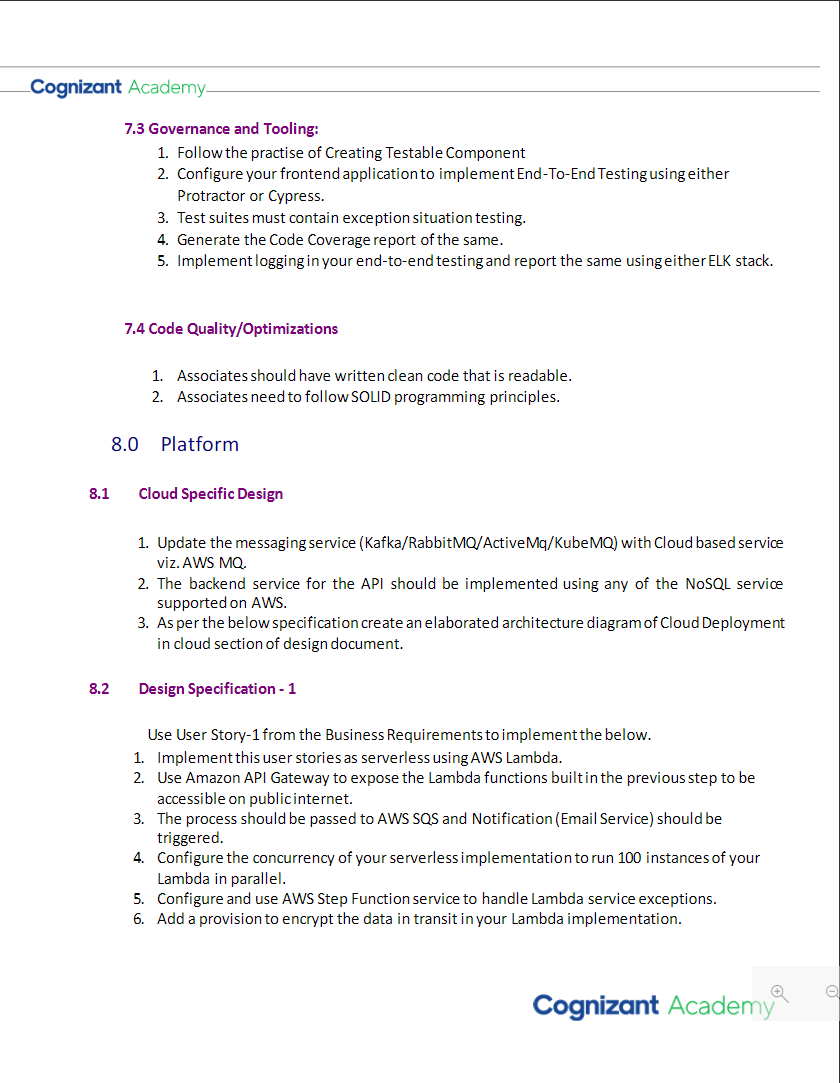 Cognizant Academy
7.3 Governance and Tooling:
1. Follow the practise of Creating Testable Component
2. Configure your frontend application to implement End-To-End Testing using either
Protractor or Cypress.
3. Test suites must contain exception situation testing.
4. Generate the Code Coverage report of the same.
5. Implement logging in your end-to-end testing and report the same using either ELK stack.
7.4 Code Quality/Optimizations
1. Associates should have written clean code that is readable.
2. Associates need to follow SOLID programming principles.
8.0 Platform
8.1 Cloud Specific Design
1. Update the messaging service (Kafka/RabbitMQ/ActiveMq/KubeMQ) with Cloud based service
viz. AWS MQ.
2. The backend service for the API should be implemented using any of the NoSQL service
supported on AWS.
3. As per the below specification create an elaborated architecture diagram of Cloud Deployment
in cloud section of design document.
8.2 Design Specification - 1
Use User Story-1 from the Business Requirements to implement the below.
1. Implement this user stories as serverless using AWS Lambda.
2. Use Amazon API Gateway to expose the Lambda functions built in the previous step to be
accessible on public internet.
3. The process should be passed to AWS SQS and Notification (Email Service) should be
triggered.
4. Configure the concurrency of your serverless implementation to run 100 instances of your
Lambda in parallel.
5. Configure and use AWS Step Function service to handle Lambda service exceptions.
6. Add a provision to encrypt the data in transit in your Lambda implementation.
Cognizant Academy